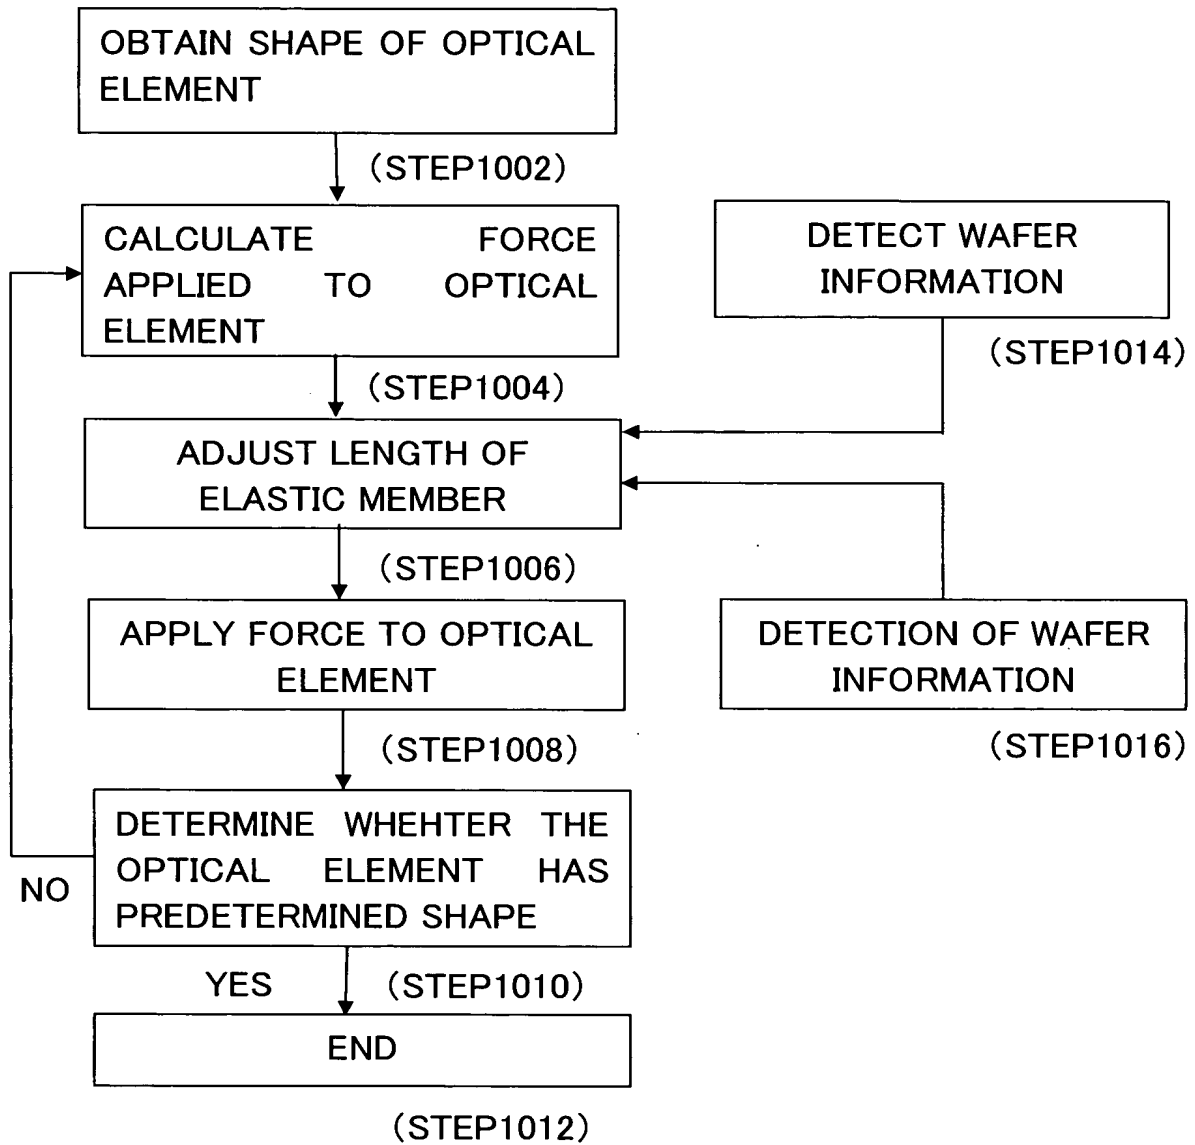 OBTAIN SHAPE OF OPTICAL
ELEMENT
(STEP1002)
CALCULATE FORCE
APPLIED TO OPTICAL
ELEMENT
(STEP1004)
DETECT WAFER
INFORMATION
(STEP1014)
ADJUST LENGTH OF
ELASTIC MEMBER
(STEP1006)
APPLY FORCE TO OPTICAL
ELEMENT
(STEP1008)
DETECTION OF WAFER
INFORMATION
(STEP1016)
DETERMINE WHEHTER THE
OPTICAL ELEMENT HAS
PREDETERMINED SHAPE
NO
YES
(STEP1010)
END
(STEP1012)